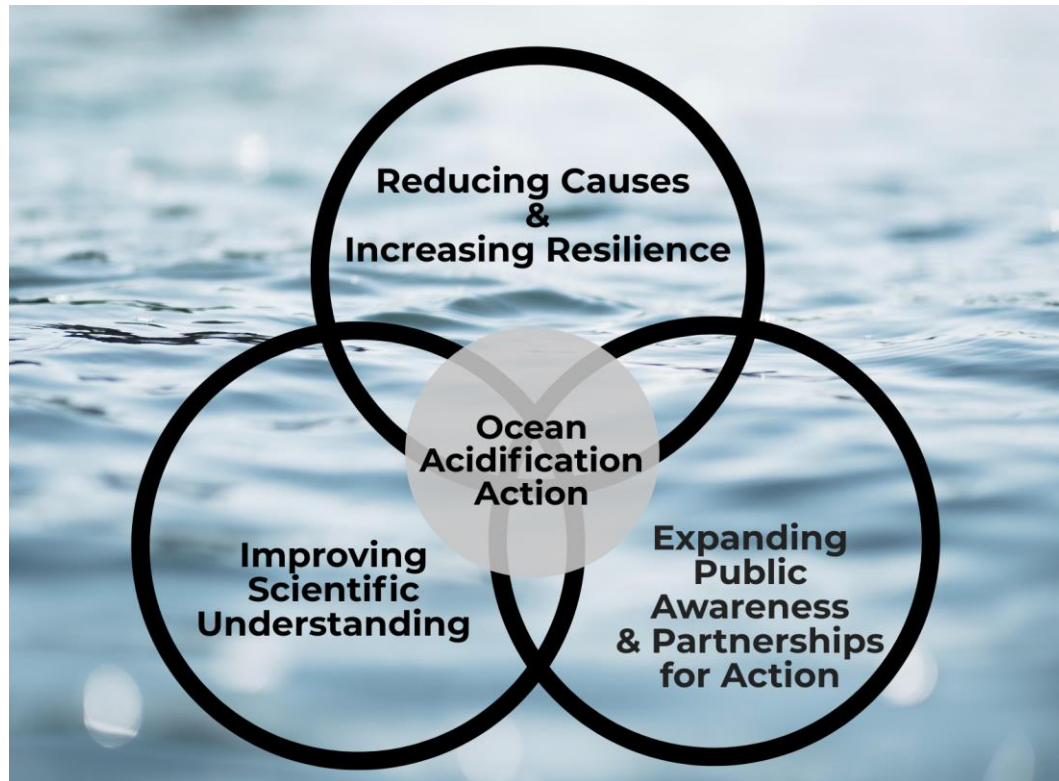 Reducing Causes
&
Increasing Resilience
Ocean
Acidification
Action
Improving
Scientific
Understanding
Expanding
Public
Awareness
& Partnerships
for Action